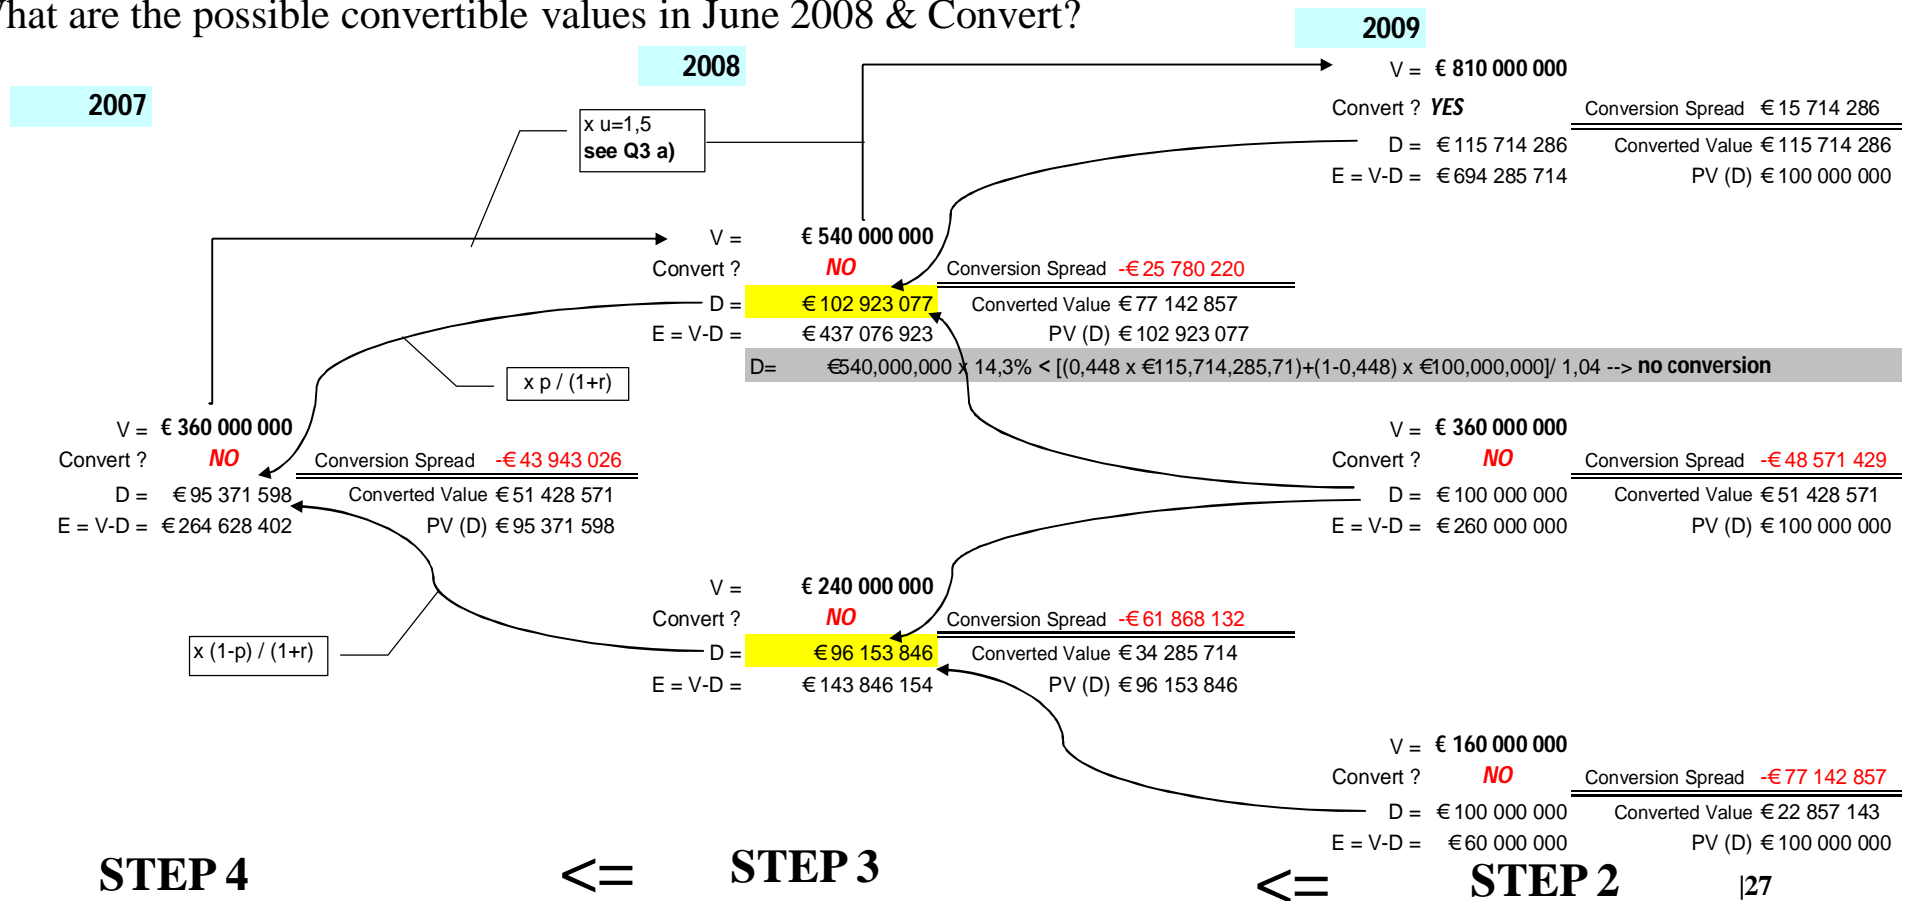 hat are the possible convertible values in June 2008 & Convert?
2009
2008
2007
V = € 810 000 000
Convert ? YES
Conversion Spread €15 714 286
D = €115 714 286
Converted Value €115 714 286
E = V-D = €694 285 714
PV (D) €100 000 000
x u=1,5
see Q3 a)
V = € 540 000 000
Convert ? NO
Conversion Spread -€25 780 220
D = €102 923 077
Converted Value €77 142 857
E = V-D = €437 076 923
PV (D) €102 923 077
D= €540,000,000 x 14,3% < [(0,448 x €115,714,285,71)+(1-0,448) x €100,000,000]/ 1,04 --> no conversion
x p / (1+r)
V = € 360 000 000
Convert ? NO
Conversion Spread -€43 943 026
D = €95 371 598
Converted Value €51 428 571
E = V-D = €264 628 402
PV (D) €95 371 598
V = € 360 000 000
Convert ? NO
Conversion Spread -€48 571 429
D = €100 000 000
Converted Value €51 428 571
E = V-D = €260 000 000
PV (D) €100 000 000
V = € 240 000 000
Convert ? NO
Conversion Spread -€61 868 132
D = €96 153 846
Converted Value €34 285 714
E = V-D = €143 846 154
PV (D) €96 153 846
x (1-p) / (1+r)
V = € 160 000 000
Convert ? NO
Conversion Spread -€77 142 857
D = €100 000 000
Converted Value €22 857 143
E = V-D = €60 000 000
PV (D) €100 000 000
STEP 4 <= STEP 3 <= STEP 2 |27